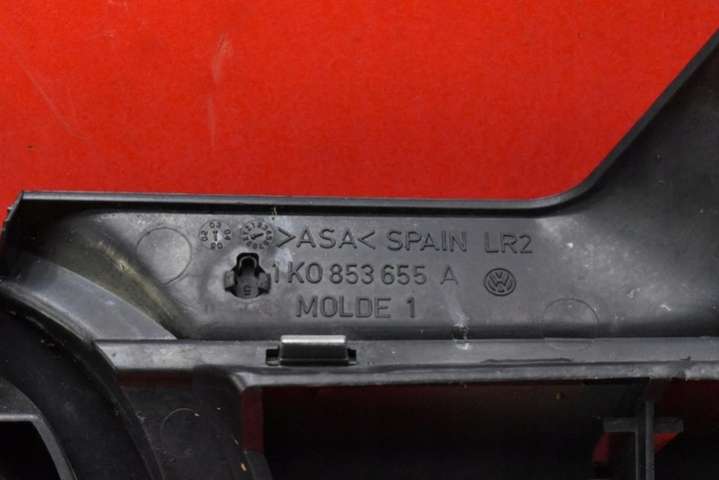 >ASA< SPAIN LR2
1K0 853 655 A
MOLDE 1